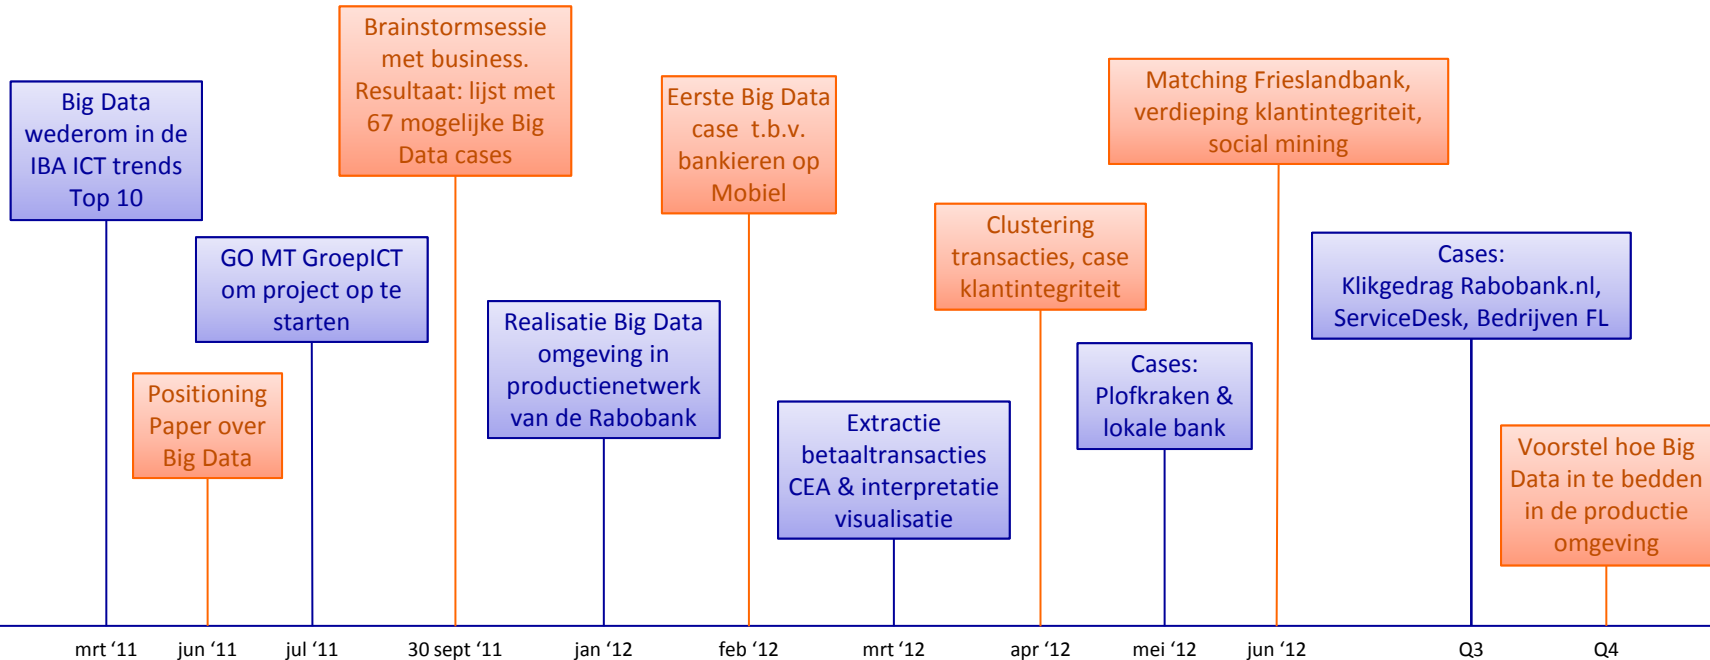 Big Data
wederom in de
IBA ICT trends
Top 10
Positioning
Paper over
Big Data
GO MT GroepICT
om project op te
starten
Brainstormsessie
met business.
Resultaat: lijst met
67 mogelijke Big
Data cases
Realisatie Big Data
omgeving in
productienetwerk
van de Rabobank
Eerste Big Data
case t.b.v.
bankieren op
Mobiel
Extractie
betaaltransacties
CEA & interpretatie
visualisatie
Clustering
transacties, case
klantintegriteit
Cases:
Plofkraken &
lokale bank
Matching Frieslandbank,
verdieping klantintegriteit,
social mining
Cases:
Klikgedrag Rabobank.nl,
ServiceDesk, Bedrijven FL
Voorstel hoe Big
Data in te bedden
in de productie
omgeving
mrt ‘11
jun ‘11
jul ‘11
30 sept ‘11
jan ‘12
feb ‘12
mrt ‘12
apr ‘12
mei ‘12
jun ‘12
Q3
Q4